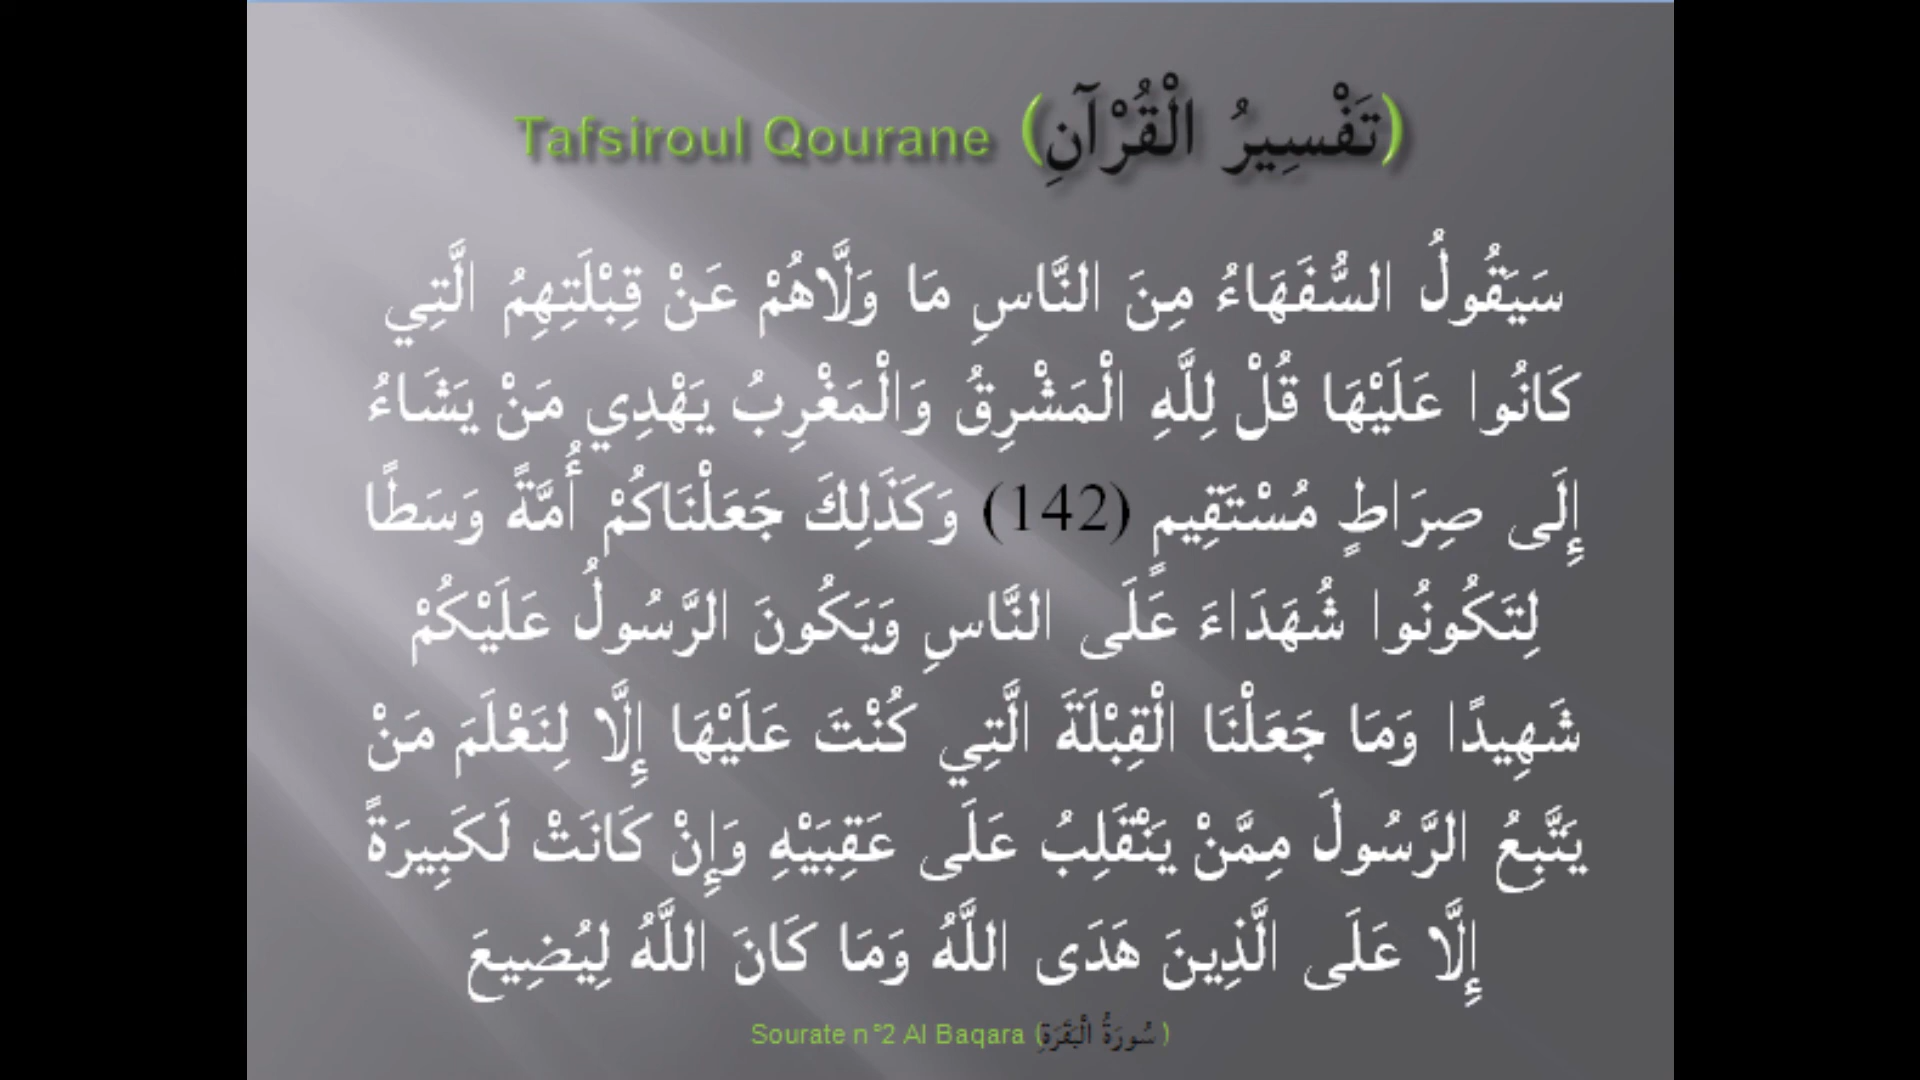 Tafsiroul Qourane (تَفْسِيرُ الْقُرْآنِ)
سَيَقُولُ السُّفَهَاءُ مِنَ النَّاسِ مَا وَلَّاهُمْ عَنْ قِبْلَتِهِمُ الَّتِي
كَانُوا عَلَيْهَا قُلْ لِلَّهِ الْمَشْرِقُ وَالْمَغْرِبُ يَهْدِي مَنْ يَشَاءُ
إِلَى صِرَاطٍ مُسْتَقِيمٍ (142) وَكَذَلِكَ جَعَلْنَاكُمْ أُمَّةً وَسَطًا
لِتَكُونُوا شُهَدَاءَ عَلَى النَّاسِ وَيَكُونَ الرَّسُولُ عَلَيْكُمْ
شَهِيدًا وَمَا جَعَلْنَا الْقِبْلَةَ الَّتِي كُنْتَ عَلَيْهَا إِلَّا لِنَعْلَمَ مَنْ
يَتَّبِعُ الرَّسُولَ مِمَّنْ يَنْقَلِبُ عَلَى عَقِبَيْهِ وَإِنْ كَانَتْ لَكَبِيرَةً
إِلَّا عَلَى الَّذِينَ هَدَى اللَّهُ وَمَا كَانَ اللَّهُ لِيُضِيعَ
Sourate n°2 Al Baqara (سُورَةُ الْبَقَرَةِ)